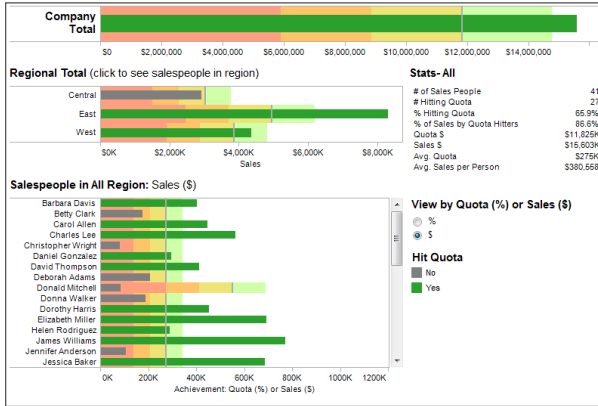 Company
Total
$0 $2,000,000 $4,000,000 $6,000,000 $8,000,000 $10,000,000 $12,000,000 $14,000,000
Regional Total (click to see salespeople in region)
Central
East
West
$0K $2,000K $4,000K $6,000K $8,000K
Sales
Stats- All
# of Sales People 41
# Hitting Quota 27
% Hitting Quota 65.9%
% of Sales by Quota Hitters 86.6%
Quota $ $11,825K
Sales $ $15,603K
Avg. Quota $275K
Avg. Sales per Person $380,568
Salespeople in All Region: Sales ($)
Barbara Davis
Betty Clark
Carol Allen
Charles Lee
Christopher Wright
Daniel Gonzalez
David Thompson
Deborah Adams
Donald Mitchell
Donna Walker
Dorothy Harris
Elizabeth Miller
Helen Rodriguez
James Williams
Jennifer Anderson
Jessica Baker
0K 200K 400K 600K 800K 1000K 1200K
Achievement: Quota (%) or Sales ($)
View by Quota (%) or Sales ($)
%
$
Hit Quota
No
Yes